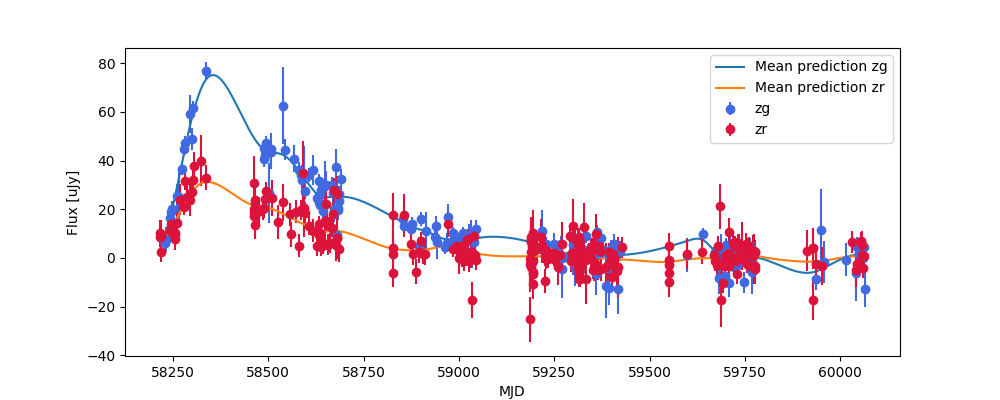 80
60
40
20
0
−20
−40
Flux [uJy]
58250
58500
58750
59000
59250
59500
59750
60000
MJD
Mean prediction zg
Mean prediction zr
zg
zr